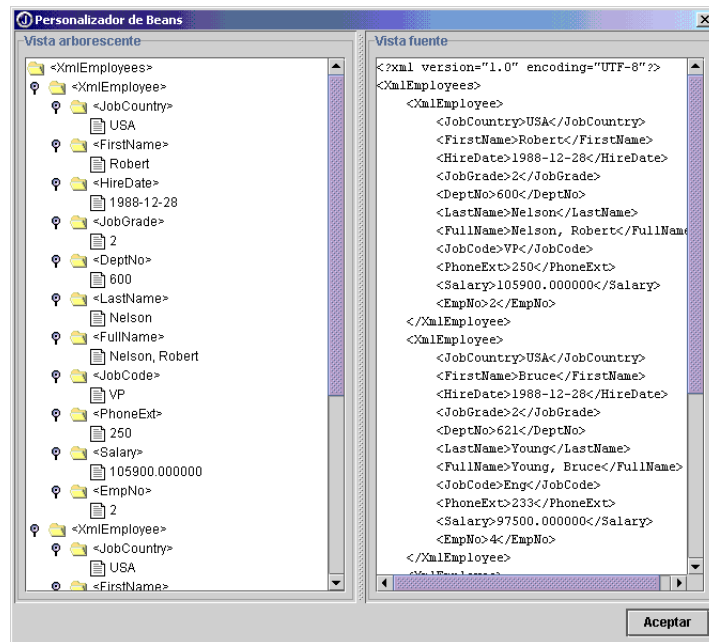 Personalizador de Beans
Vista arborescente
<XmlEmployees>
<XmlEmployee>
<JobCountry>
USA
<FirstName>
Robert
<HireDate>
1988-12-28
<JobGrade>
2
<DeptNo>
600
<LastName>
Nelson
<FullName>
Nelson, Robert
<JobCode>
VP
<PhoneExt>
250
<Salary>
105900.000000
<EmpNo>
2
<XmlEmployee>
<JobCountry>
USA
<FirstName>
Vista fuente
<?xml version="1.0" encoding="UTF-8"?>
<XmlEmployees>
<XmlEmployee>
<JobCountry>USA</JobCountry>
<FirstName>Robert</FirstName>
<HireDate>1988-12-28</HireDate>
<JobGrade>2</JobGrade>
<DeptNo>600</DeptNo>
<LastName>Nelson</LastName>
<FullName>Nelson, Robert</FullName
<JobCode>VP</JobCode>
<PhoneExt>250</PhoneExt>
<Salary>105900.000000</Salary>
<EmpNo>2</EmpNo>
</XmlEmployee>
<XmlEmployee>
<JobCountry>USA</JobCountry>
<FirstName>Bruce</FirstName>
<HireDate>1988-12-28</HireDate>
<JobGrade>2</JobGrade>
<DeptNo>621</DeptNo>
<LastName>Young</LastName>
<FullName>Young, Bruce</FullName>
<JobCode>Eng</JobCode>
<PhoneExt>233</PhoneExt>
<Salary>97500.000000</Salary>
<EmpNo>4</EmpNo>
</XmlEmployee>
Aceptar